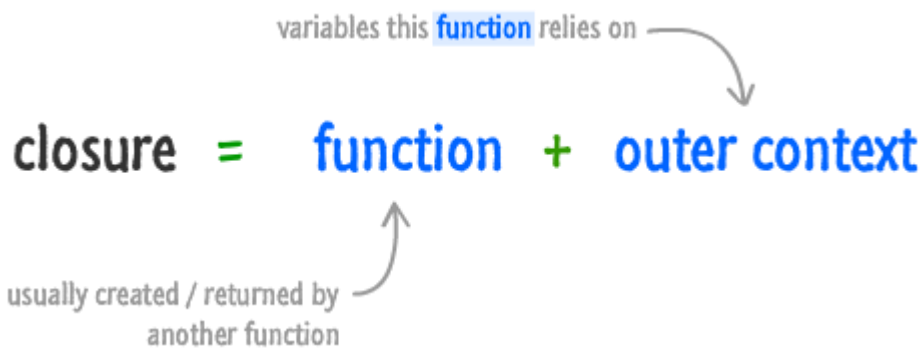 variables this function relies on
closure = function + outer context
usually created / returned by
another function